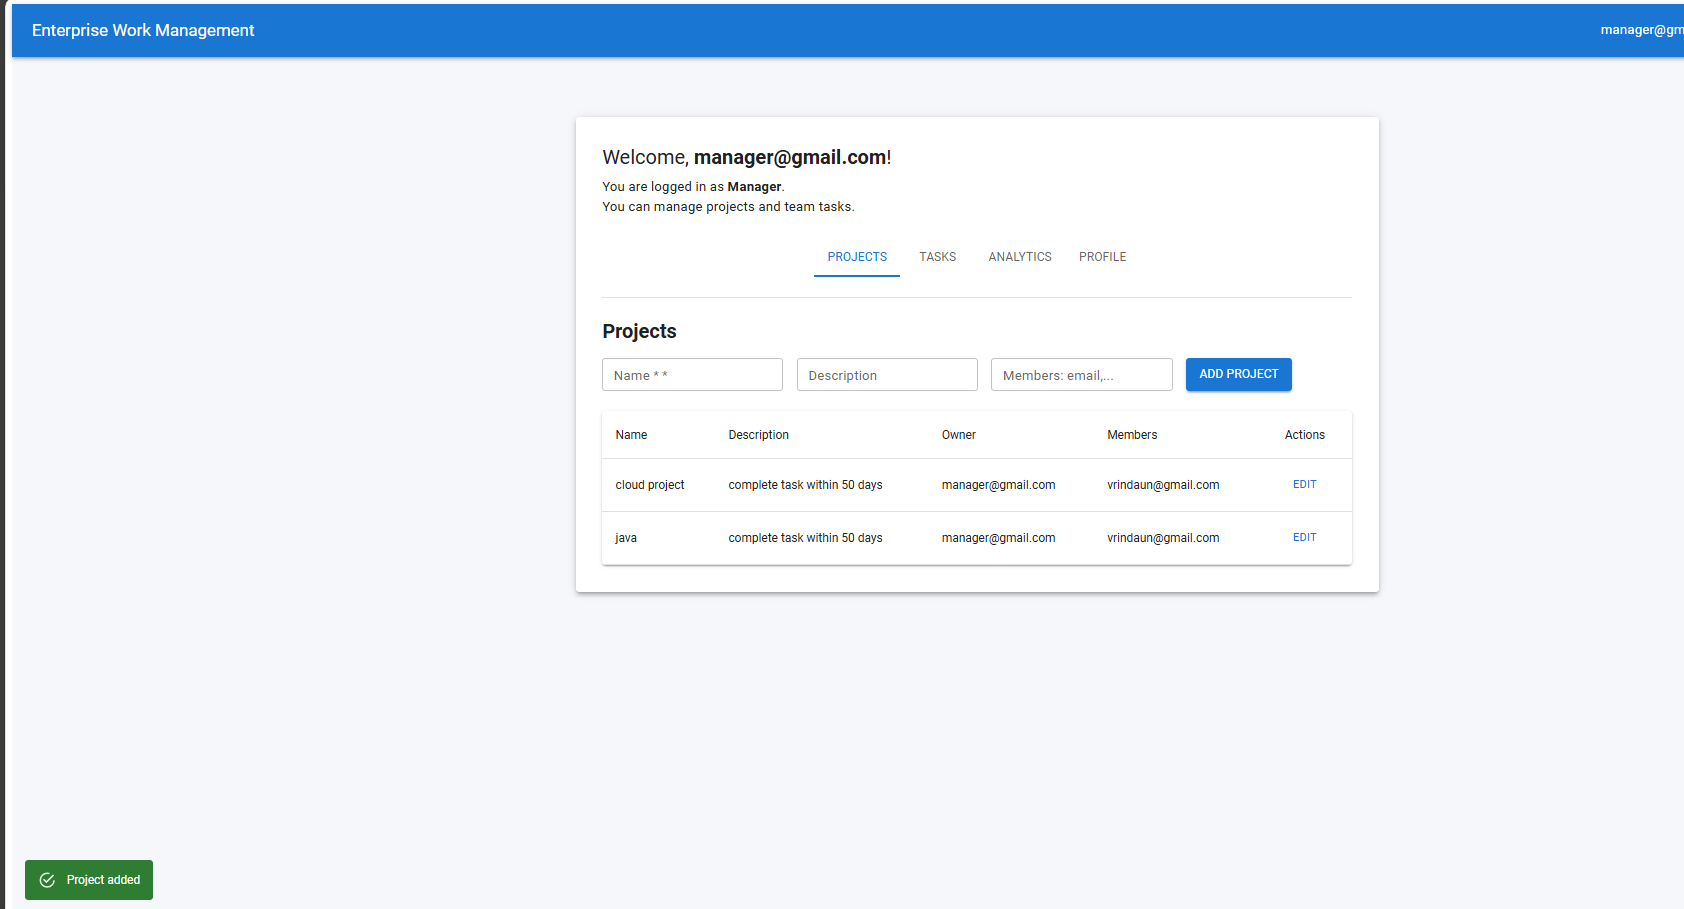 Enterprise Work Management
manager@gm
Welcome, manager@gmail.com!
You are logged in as Manager.
You can manage projects and team tasks.
PROJECTS TASKS ANALYTICS PROFILE
Projects
Name * * Description Members: email,... ADD PROJECT
Name Description Owner Members Actions
cloud project complete task within 50 days manager@gmail.com vrindaun@gmail.com EDIT
java complete task within 50 days manager@gmail.com vrindaun@gmail.com EDIT
Project added